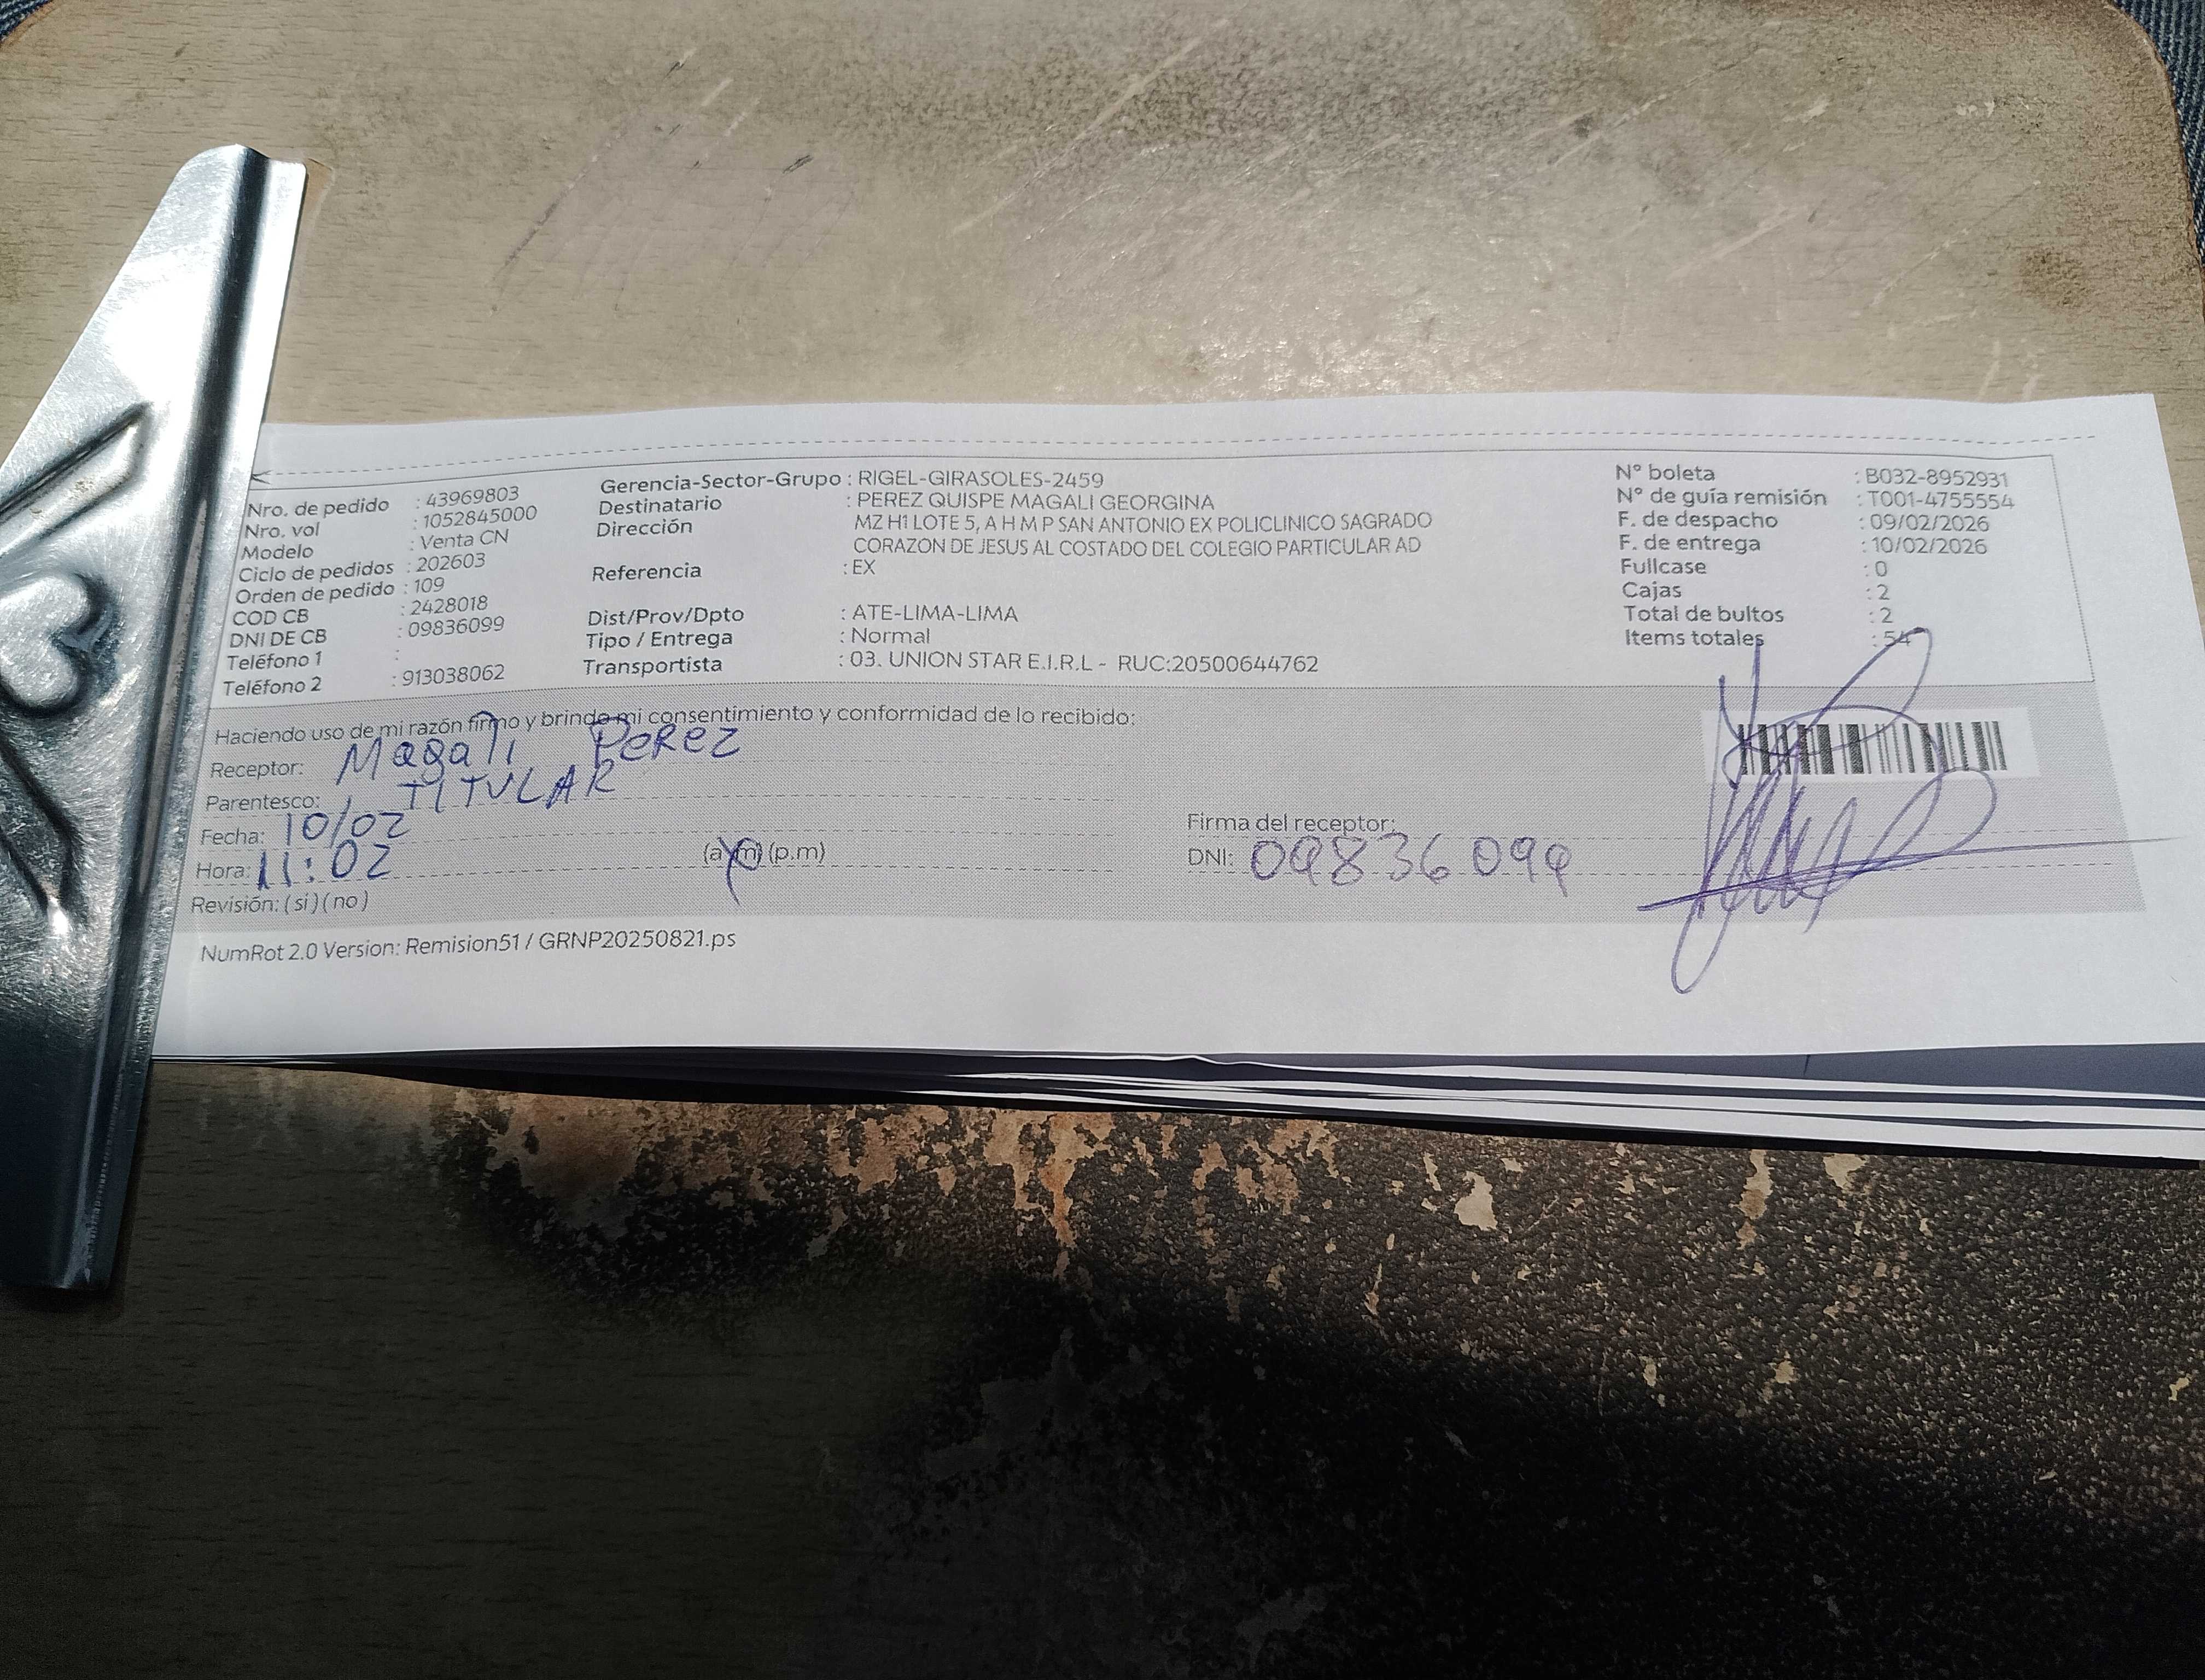 Nro. de pedido : 43969803
Nro. vol : 1052845000
Modelo : Venta CN
Ciclo de pedidos : 202603
Orden de pedido : 109
COD CB : 2428018
DNI DE CB : 09836099
Teléfono 1 :
Teléfono 2 : 913038062
Gerencia-Sector-Grupo : RIGEL-GIRASOLES-2459
Destinatario : PEREZ QUISPE MAGALI GEORGINA
Dirección MZ H1 LOTE 5, A H M P SAN ANTONIO EX POLICLINICO SAGRADO
CORAZON DE JESUS AL COSTADO DEL COLEGIO PARTICULAR AD
Referencia : EX
Dist/Prov/Dpto : ATE-LIMA-LIMA
Tipo / Entrega : Normal
Transportista : 03. UNION STAR E.I.R.L - RUC:20500644762
N° boleta : B032-8952931
N° de guía remisión : T001-4755554
F. de despacho : 09/02/2026
F. de entrega : 10/02/2026
Fullcase : 0
Cajas : 2
Total de bultos : 2
Items totales : 54
Haciendo uso de mi razón firmo y brindo mi consentimiento y conformidad de lo recibido:
Receptor: Magali Perez
Parentesco: TITULAR
Fecha: 10/02
Hora: 11:02 (a.m) (p.m)
Revisión: (si) (no)
Firma del receptor:
DNI: 09836099
NumRot 2.0 Version: Remision51 / GRNP20250821.ps